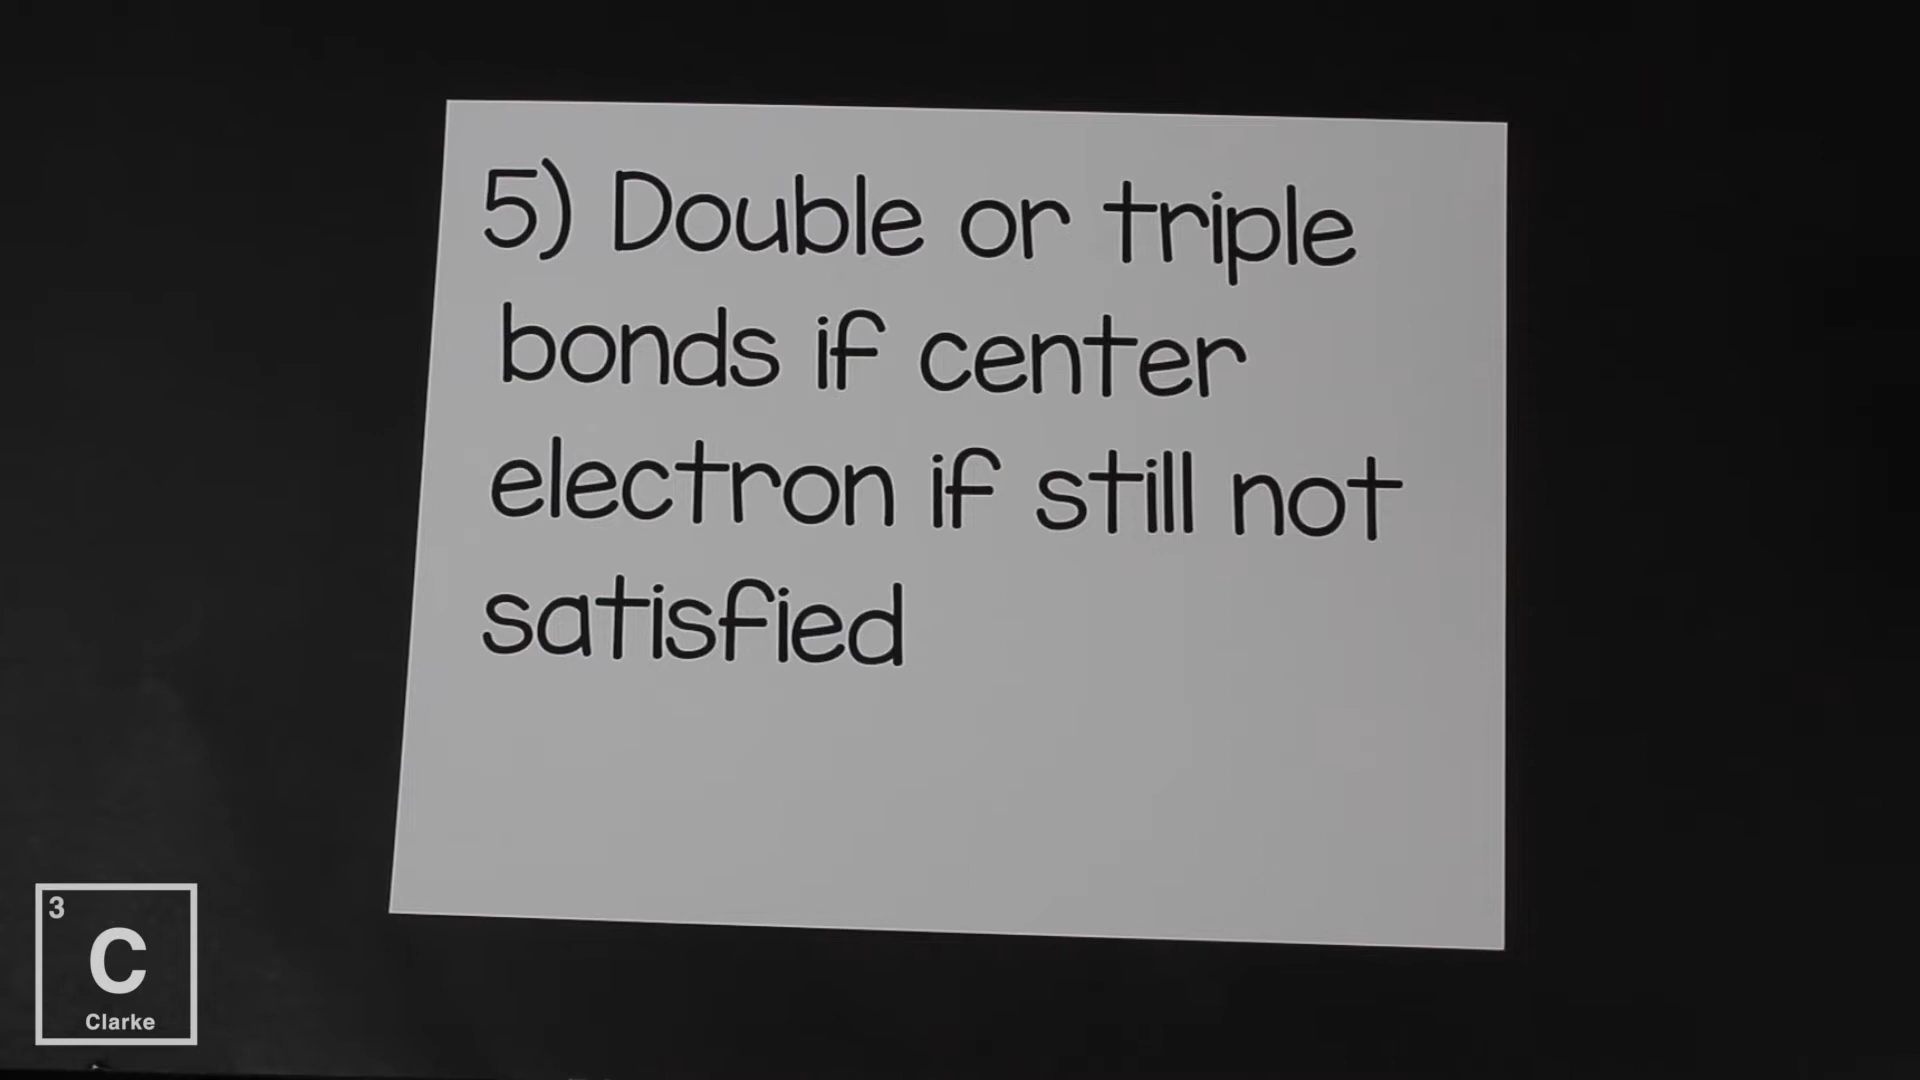 5) Double or triple
bonds if center
electron if still not
satisfied
3
C
Clarke